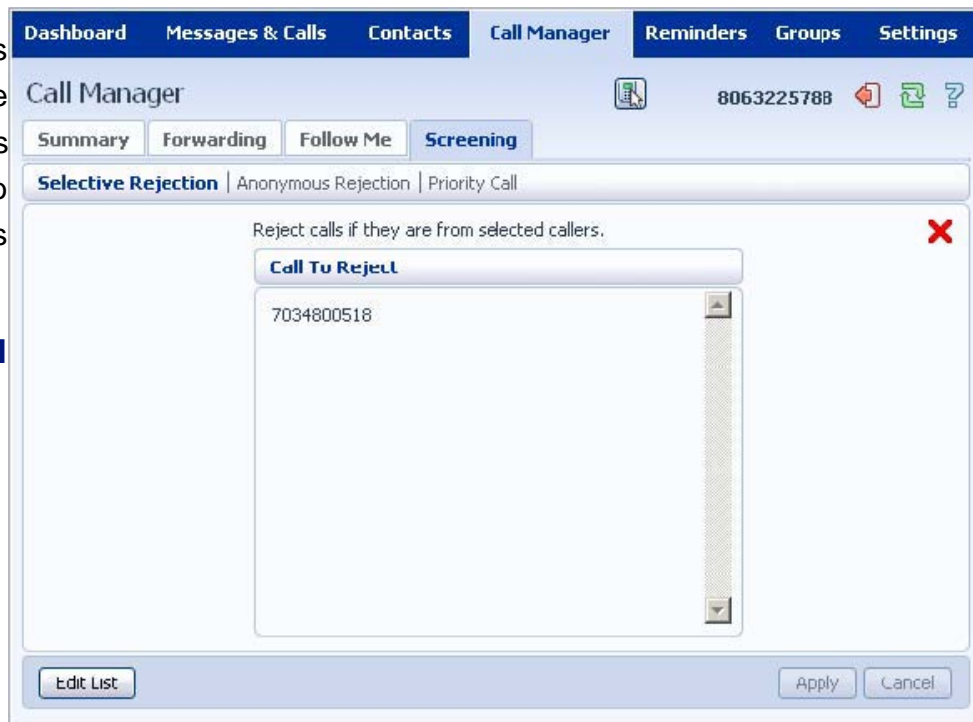 Dashboard Messages & Calls Contacts Call Manager Reminders Groups Settings
s
e
Call Manager 8063225788
s
Summary Forwarding Follow Me Screening
o
Selective Rejection | Anonymous Rejection | Priority Call
s
Reject calls if they are from selected callers.
Call To Reject
7034800518
Edit List Apply Cancel